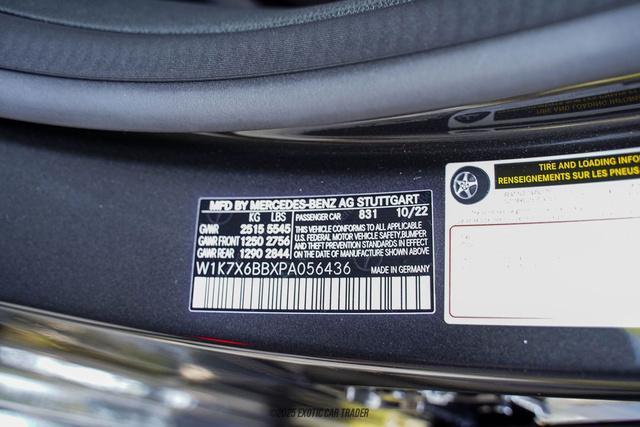 MFD BY MERCEDES-BENZ AG STUTTGART
KG LBS PASSENGER CAR 831 10/22
GVWR 2515 5545
GAWR FRONT 1250 2756
GAWR REAR 1290 2844
THIS VEHICLE CONFORMS TO ALL APPLICABLE
U.S. FEDERAL MOTOR VEHICLE SAFETY, BUMPER
AND THEFT PREVENTION STANDARDS IN EFFECT
ON THE DATE OF MANUFACTURE SHOWN ABOVE.
W1K7X6BBXPA056436 MADE IN GERMANY
TIRE AND LOADING INFO
RENSEIGNEMENTS SUR LES PNEUS
©2025 EXOTIC CAR TRADER